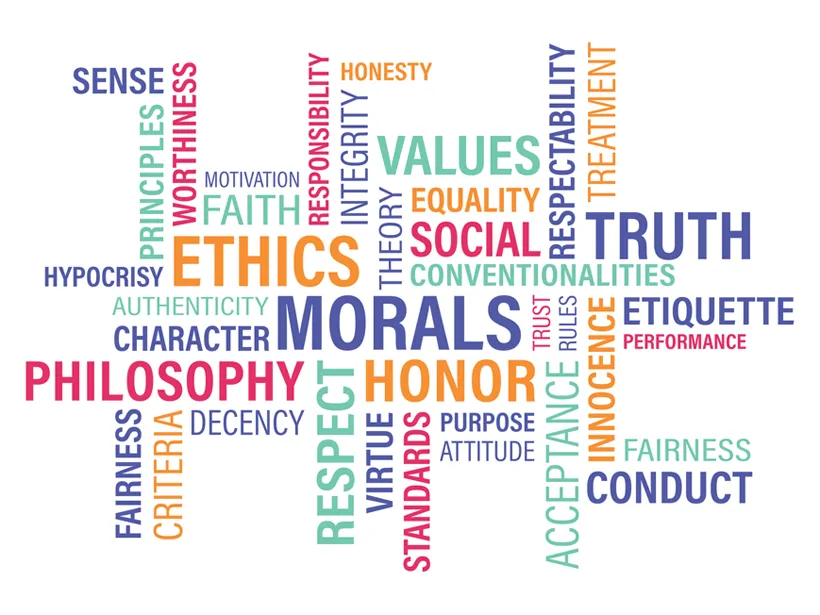 SENSE
PRINCIPLES
WORTHINESS
MOTIVATION
FAITH
RESPONSIBILITY
HONESTY
INTEGRITY
VALUES
EQUALITY
THEORY
SOCIAL
RESPECTABILITY
TREATMENT
TRUTH
HYPOCRISY
ETHICS
CONVENTIONALITIES
AUTHENTICITY
CHARACTER
MORALS
TRUST
RULES
INNOCENCE
ETIQUETTE
PERFORMANCE
PHILOSOPHY
RESPECT
HONOR
ACCEPTANCE
FAIRNESS
CRITERIA
DECENCY
VIRTUE
STANDARDS
PURPOSE
ATTITUDE
FAIRNESS
CONDUCT